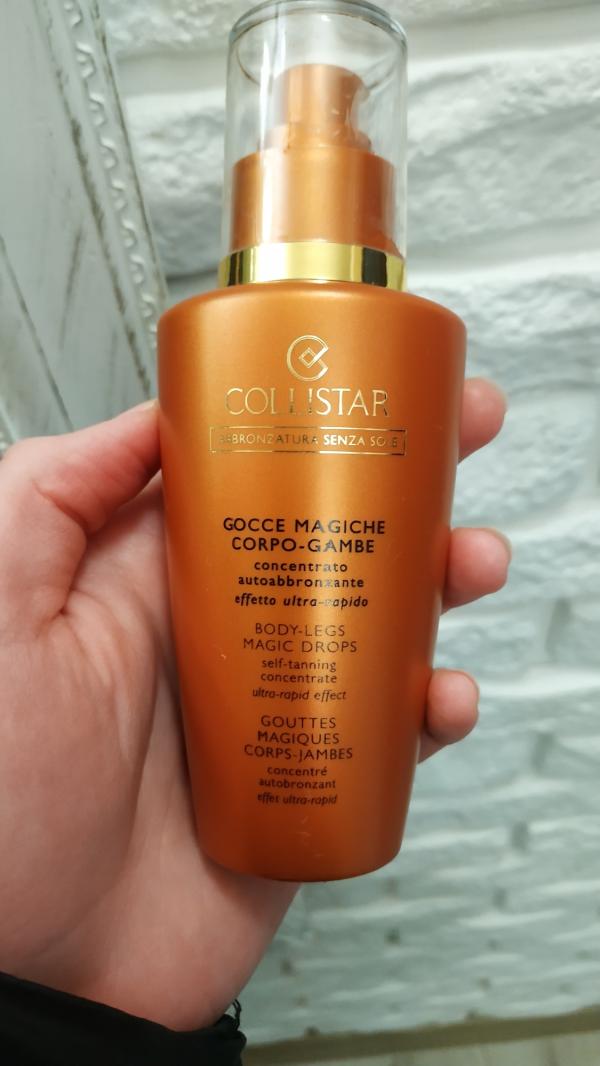 COLLISTAR
ABBRONZATURA SENZA SOLE
GOCCE MAGICHE
CORPO-GAMBE
concentrato
autoabbronzante
effetto ultra-rapido
BODY-LEGS
MAGIC DROPS
self-tanning
concentrate
ultra-rapid effect
GOUTTES
MAGIQUES
CORPS-JAMBES
concentré
autobronzant
effet ultra-rapid